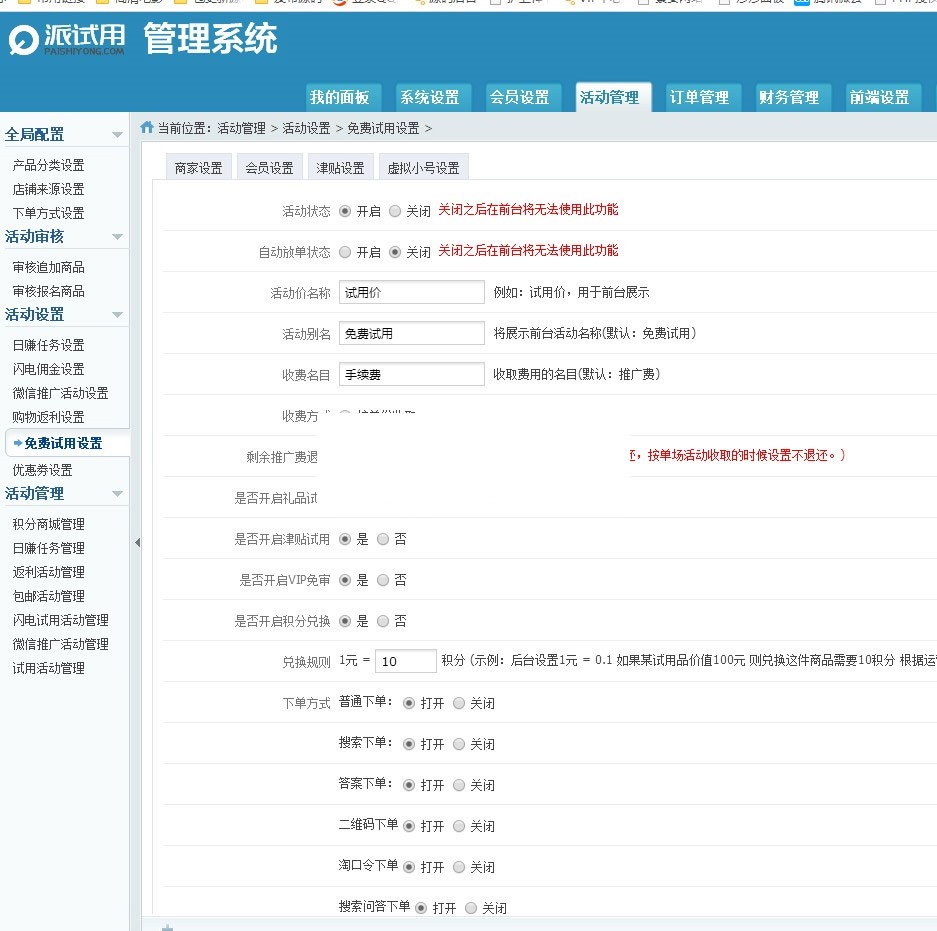 派试用 管理系统
PAISHIYONG.COM
我的面板 系统设置 会员设置 活动管理 订单管理 财务管理 前端设置
全局配置
产品分类设置
店铺来源设置
下单方式设置
活动审核
审核追加商品
审核报名商品
活动设置
日赚任务设置
闪电佣金设置
微信推广活动设置
购物返利设置
免费试用设置
优惠券设置
活动管理
积分商城管理
日赚任务管理
返利活动管理
包邮活动管理
闪电试用活动管理
微信推广活动管理
试用活动管理
当前位置：活动管理 > 活动设置 > 免费试用设置 >
商家设置 会员设置 津贴设置 虚拟小号设置
活动状态 开启 关闭 关闭之后在前台将无法使用此功能
自动放单状态 开启 关闭 关闭之后在前台将无法使用此功能
活动价名称 试用价 例如：试用价，用于前台展示
活动别名 免费试用 将展示前台活动名称(默认：免费试用)
收费名目 手续费 收取费用的名目(默认：推广费)
收费方
剩余推广费退 ，按单场活动收取的时候设置不退还。）
是否开启礼品试
是否开启津贴试用 是 否
是否开启VIP免审 是 否
是否开启积分兑换 是 否
兑换规则 1元 = 10 积分 (示例：后台设置1元 = 0.1 如果某试用品价值100元 则兑换这件商品需要10积分 根据运
下单方式 普通下单： 打开 关闭
搜索下单： 打开 关闭
答案下单： 打开 关闭
二维码下单 打开 关闭
淘口令下单 打开 关闭
搜索问答下单 打开 关闭